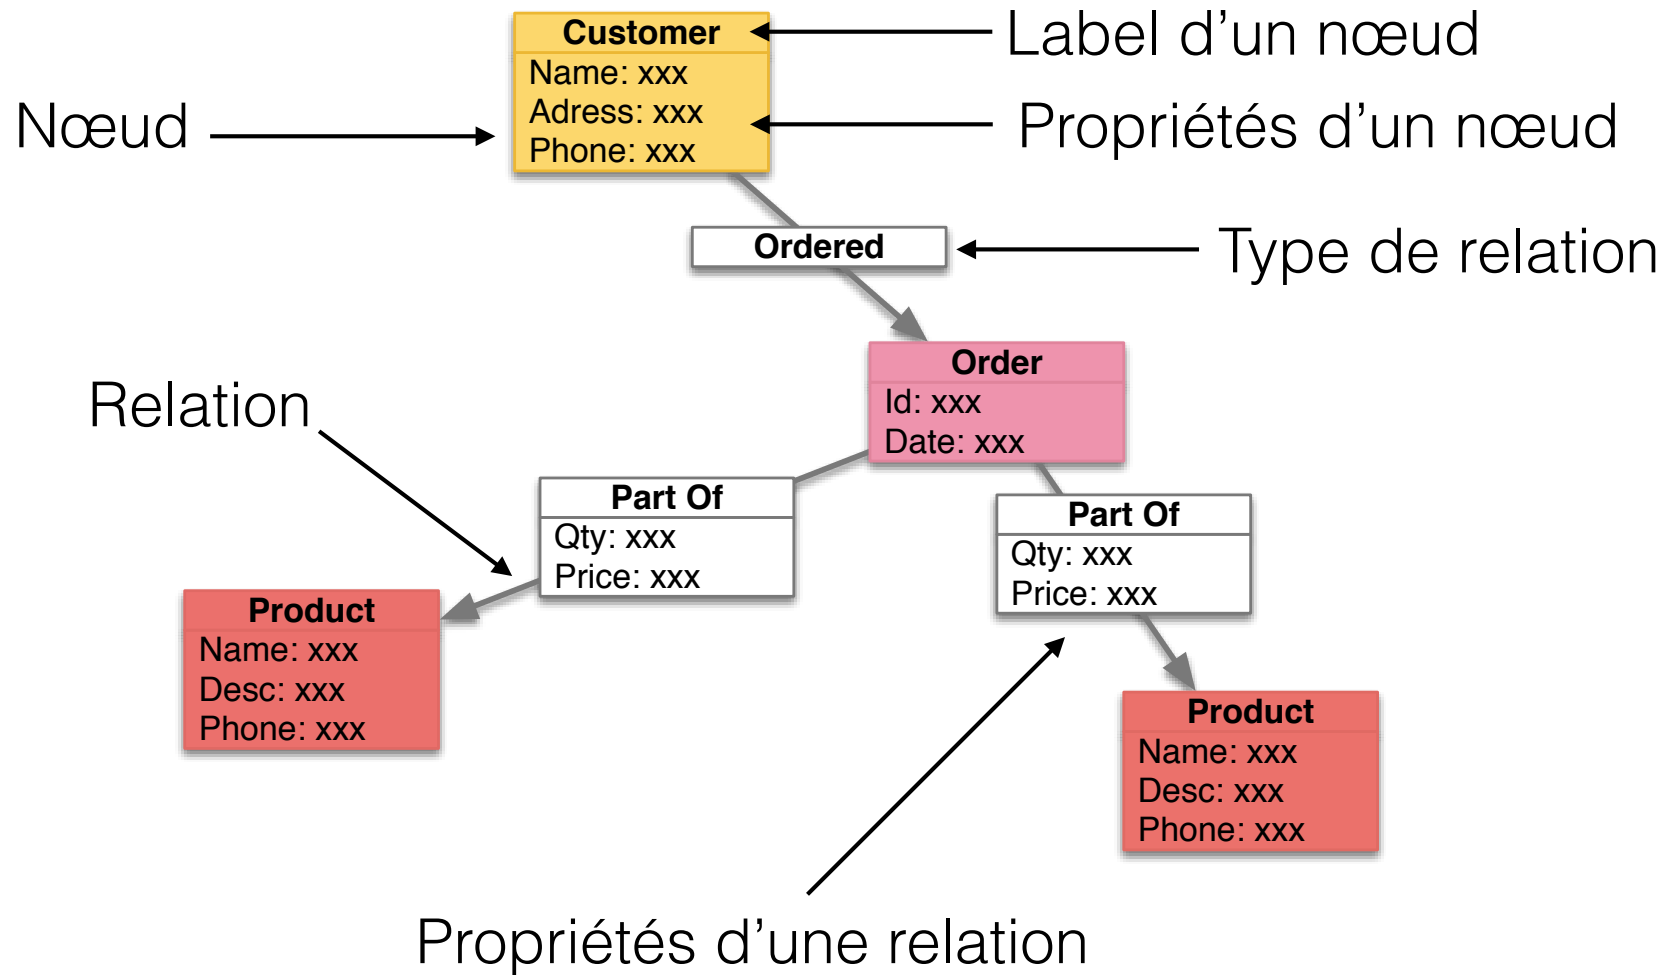 Customer
Name: xxx
Adress: xxx
Phone: xxx
Label d'un nœud
Nœud
Propriétés d'un nœud
Ordered
Type de relation
Order
Id: xxx
Date: xxx
Relation
Part Of
Qty: xxx
Price: xxx
Part Of
Qty: xxx
Price: xxx
Product
Name: xxx
Desc: xxx
Phone: xxx
Product
Name: xxx
Desc: xxx
Phone: xxx
Propriétés d'une relation